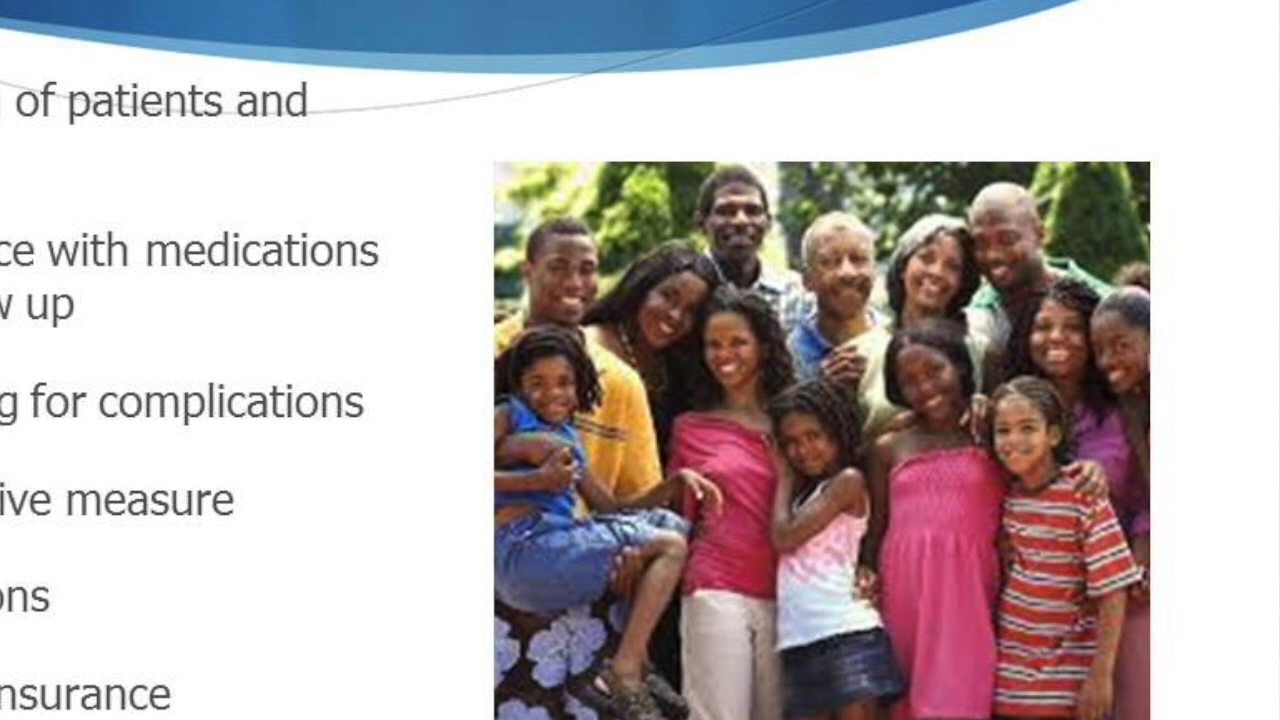 of patients and
ce with medications
w up
g for complications
ive measure
ons
nsurance